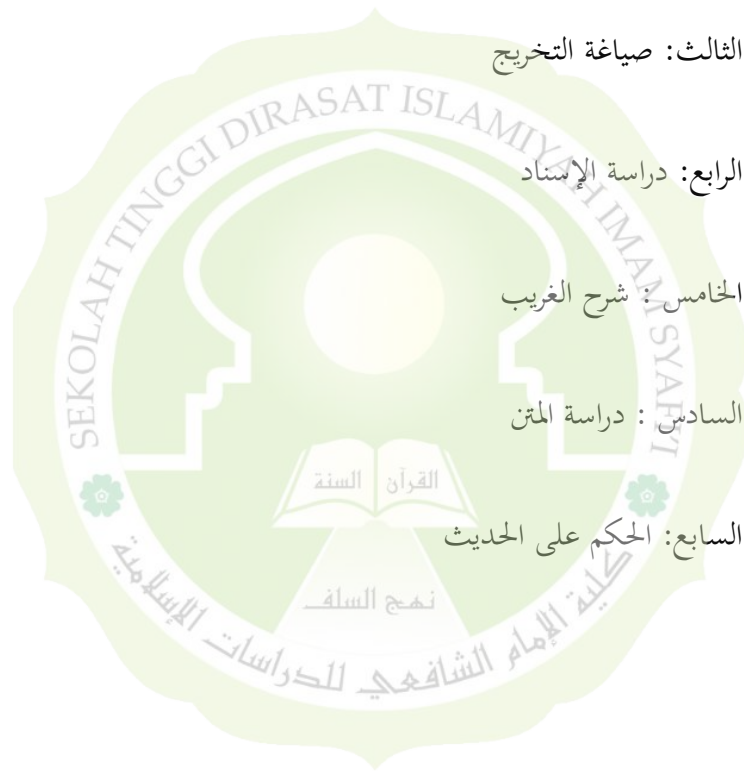 الثالث: صياغة التخريج
الرابع: دراسة الإسناد
الخامس : شرح الغريب
السادس : دراسة المتن
السابع: الحكم على الحديث
SEKOLAH TINGGI DIRASAT ISLAMIYAH IMAM SYAFI'I
القرآن السنة
نهج السلف
كلية الإمام الشافعي للدراسات الإسلامية